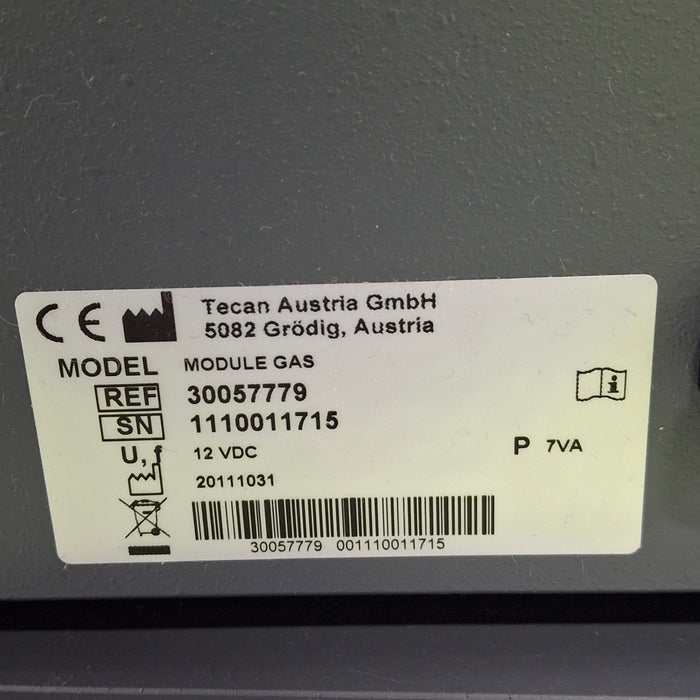 CE Tecan Austria GmbH
5082 Grödig, Austria
MODEL MODULE GAS
REF 30057779
SN 1110011715
U, f 12 VDC P 7VA
20111031
30057779 001110011715